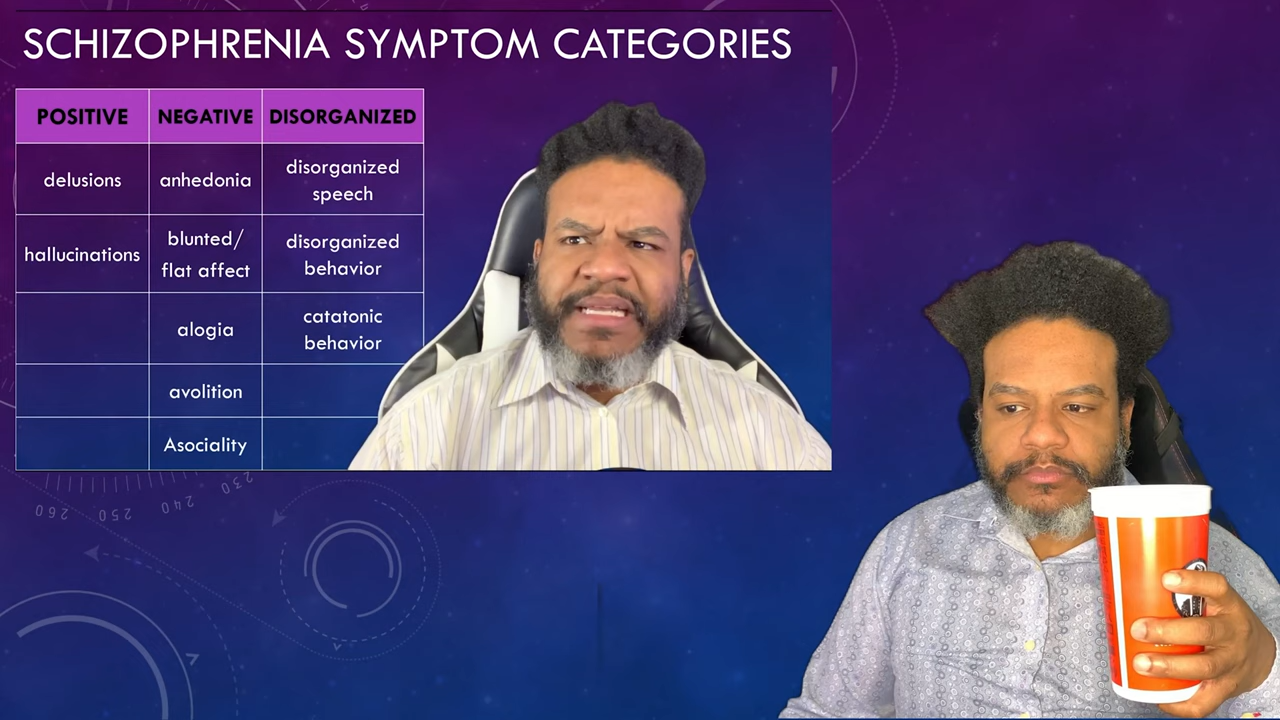 SCHIZOPHRENIA SYMPTOM CATEGORIES
POSITIVE NEGATIVE DISORGANIZED
delusions anhedonia disorganized
speech
hallucinations blunted/
flat affect disorganized
behavior
alogia catatonic
behavior
avolition
Asociality
260 250 240 230